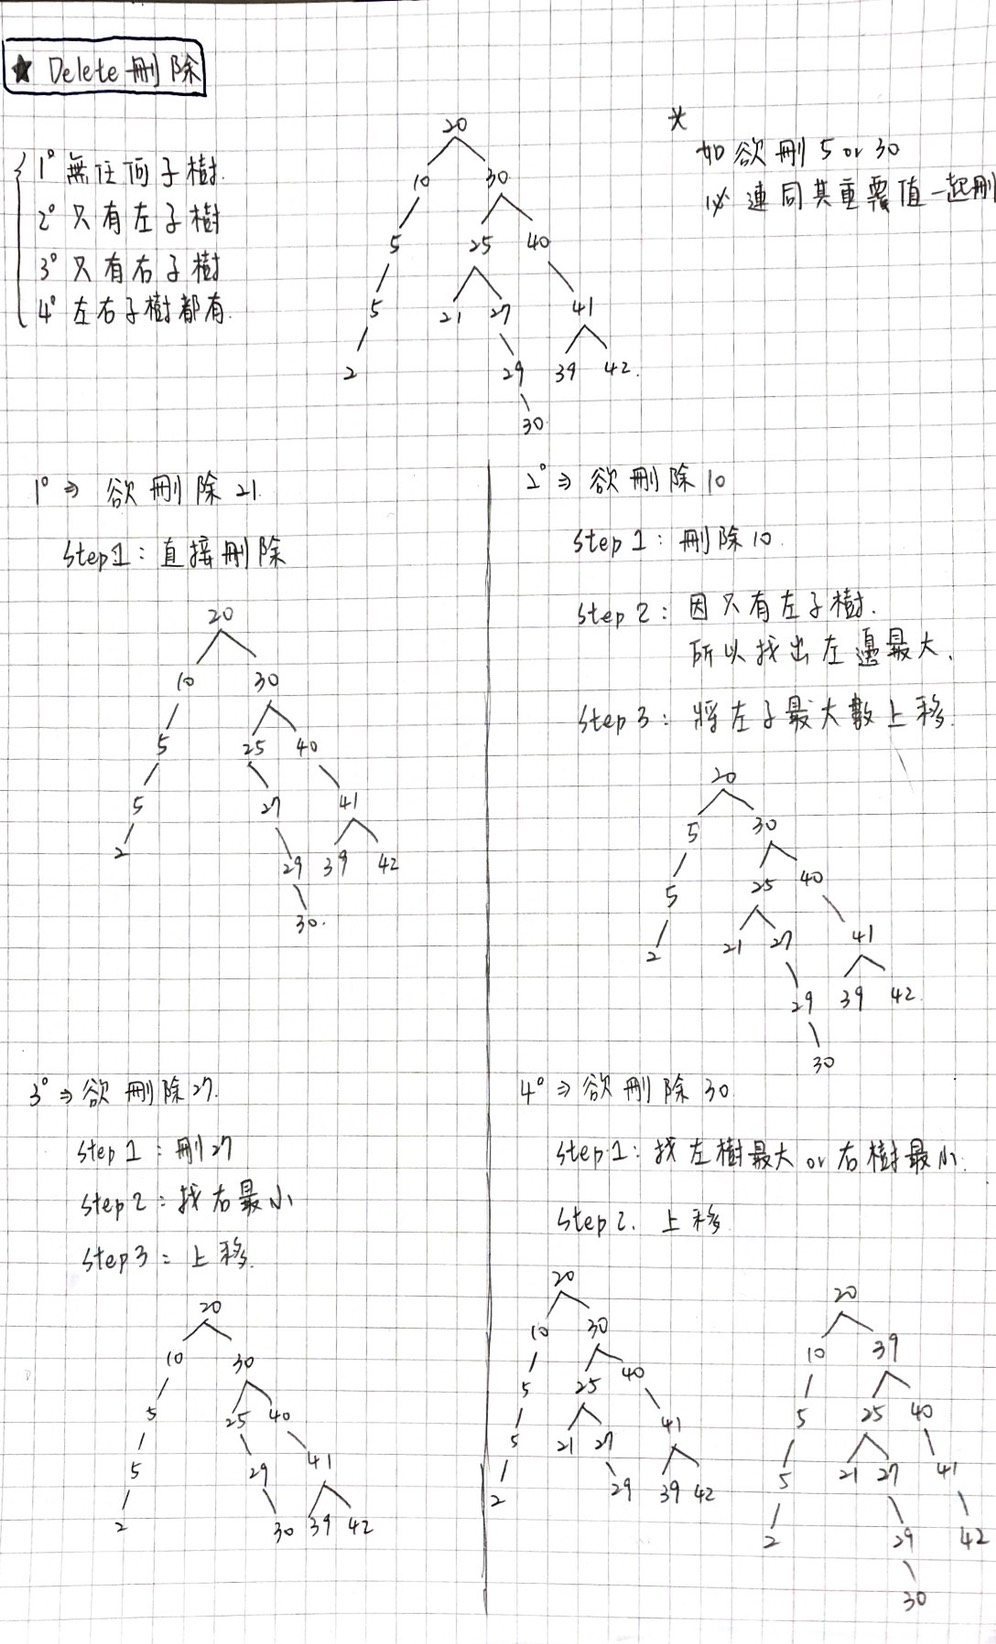 ★ Delete 刪除
1° 無任何子樹.
2° 只有左子樹
3° 只有右子樹
4° 左右子樹都有.
20
10 30
5 25 40
5 21 27 41
2 29 39 42.
30
*
如欲刪 5 or 30
必 連同其重覆值一起刪
1° ⇒ 欲刪除 21.
Step1: 直接刪除
20
10 30
5 25 40
5 27 41
2 29 39 42
30.
2° ⇒ 欲刪除 10
Step 1: 刪除 10.
Step 2: 因只有左子樹.
所以找出左邊最大.
Step 3: 將左子最大數上移.
20
5 30
5 25 40
2 21 27 41
29 39 42.
30
3° ⇒ 欲刪除 27.
Step 1: 刪 27
Step 2: 找右最小
Step 3: 上移.
20
10 30
5 25 40
5 29 41
2 30 39 42
4° ⇒ 欲刪除 30
Step 1: 找左樹最大 or 右樹最小.
Step 2. 上移
20
10 30
5 25 40
5 21 27 41
2 29 39 42
20
10 39
5 25 40
5 21 27 41
2 29 42
30